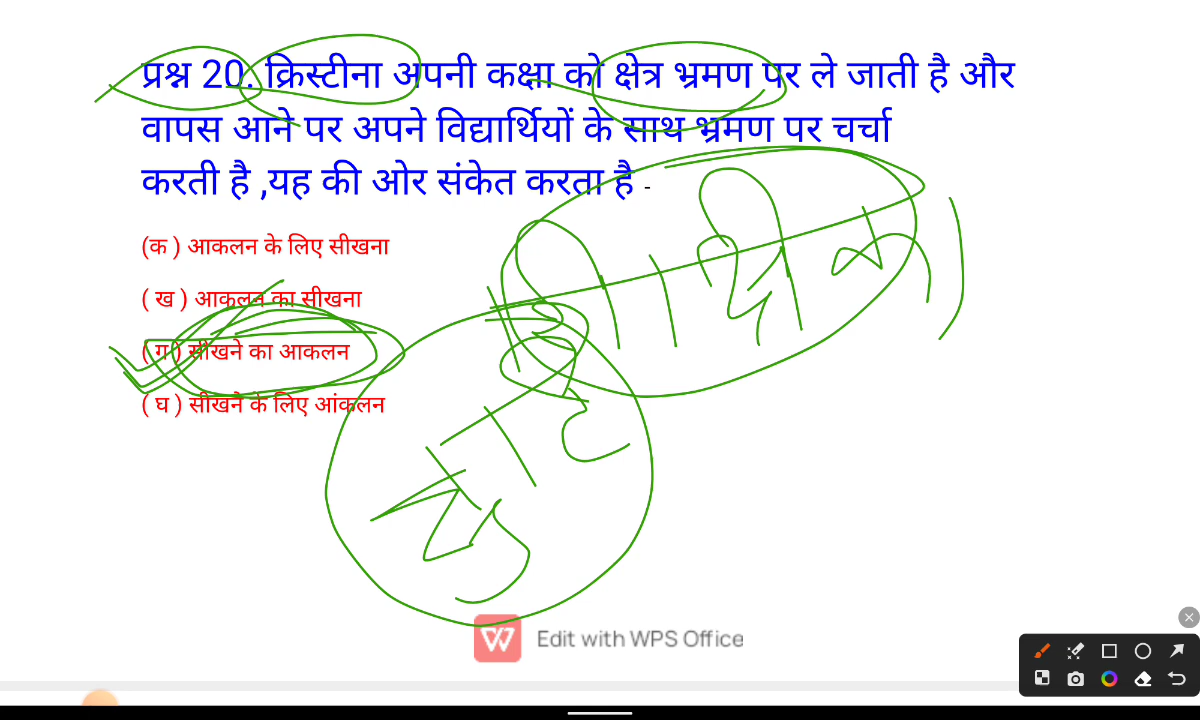 प्रश्न 20. क्रिस्टीना अपनी कक्षा को क्षेत्र भ्रमण पर ले जाती है और
वापस आने पर अपने विद्यार्थियों के साथ भ्रमण पर चर्चा
करती है ,यह की ओर संकेत करता है -
(क ) आकलन के लिए सीखना
( ख ) आकलन का सीखना
( ग ) सीखने का आकलन
( घ ) सीखने के लिए आंकलन
Edit with WPS Office